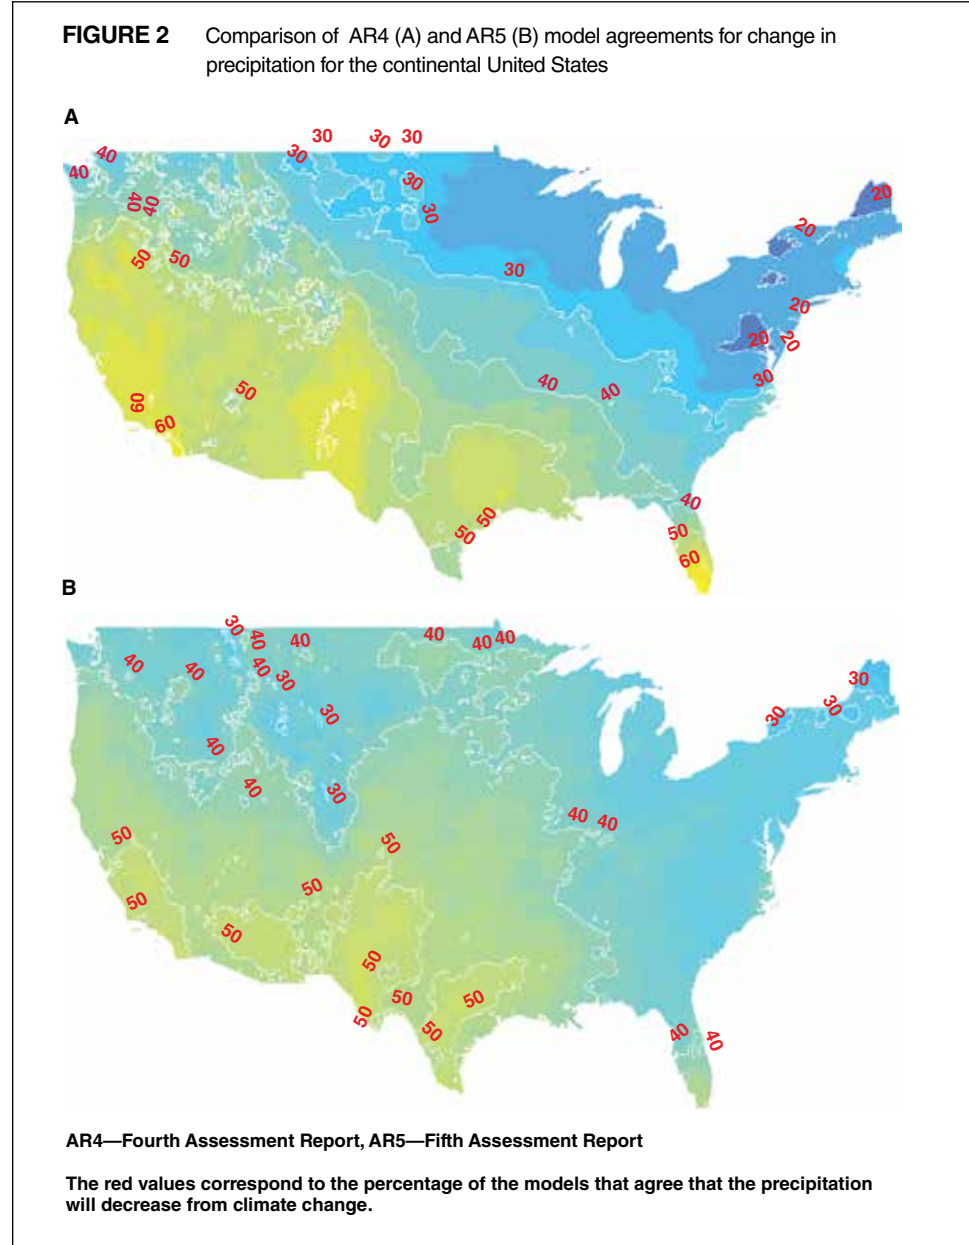 FIGURE 2 Comparison of AR4 (A) and AR5 (B) model agreements for change in
precipitation for the continental United States
A
30 30 30
40 30
40 30
40 40 30
20
20
50 50
30
20
20 20
30
50
40 40
60 60
40
50 50
50
60
B
30 40 40 40 40 40
40 40 40 30
30
30 30 30
40
40 30
40 40
50 50
50 50
50
50
50 50
50 50
40 40
AR4—Fourth Assessment Report, AR5—Fifth Assessment Report
The red values correspond to the percentage of the models that agree that the precipitation
will decrease from climate change.